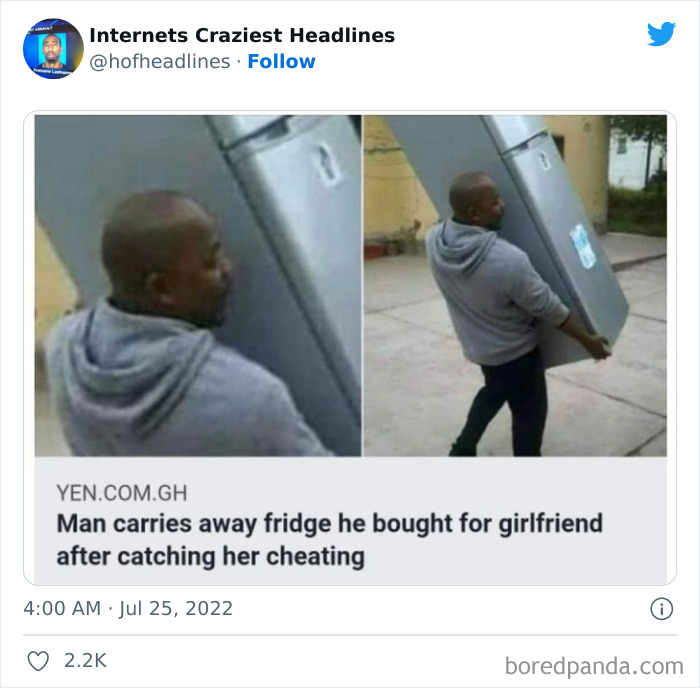 Internets Craziest Headlines
@hofheadlines · Follow
YEN.COM.GH
Man carries away fridge he bought for girlfriend
after catching her cheating
4:00 AM · Jul 25, 2022
2.2K
boredpanda.com